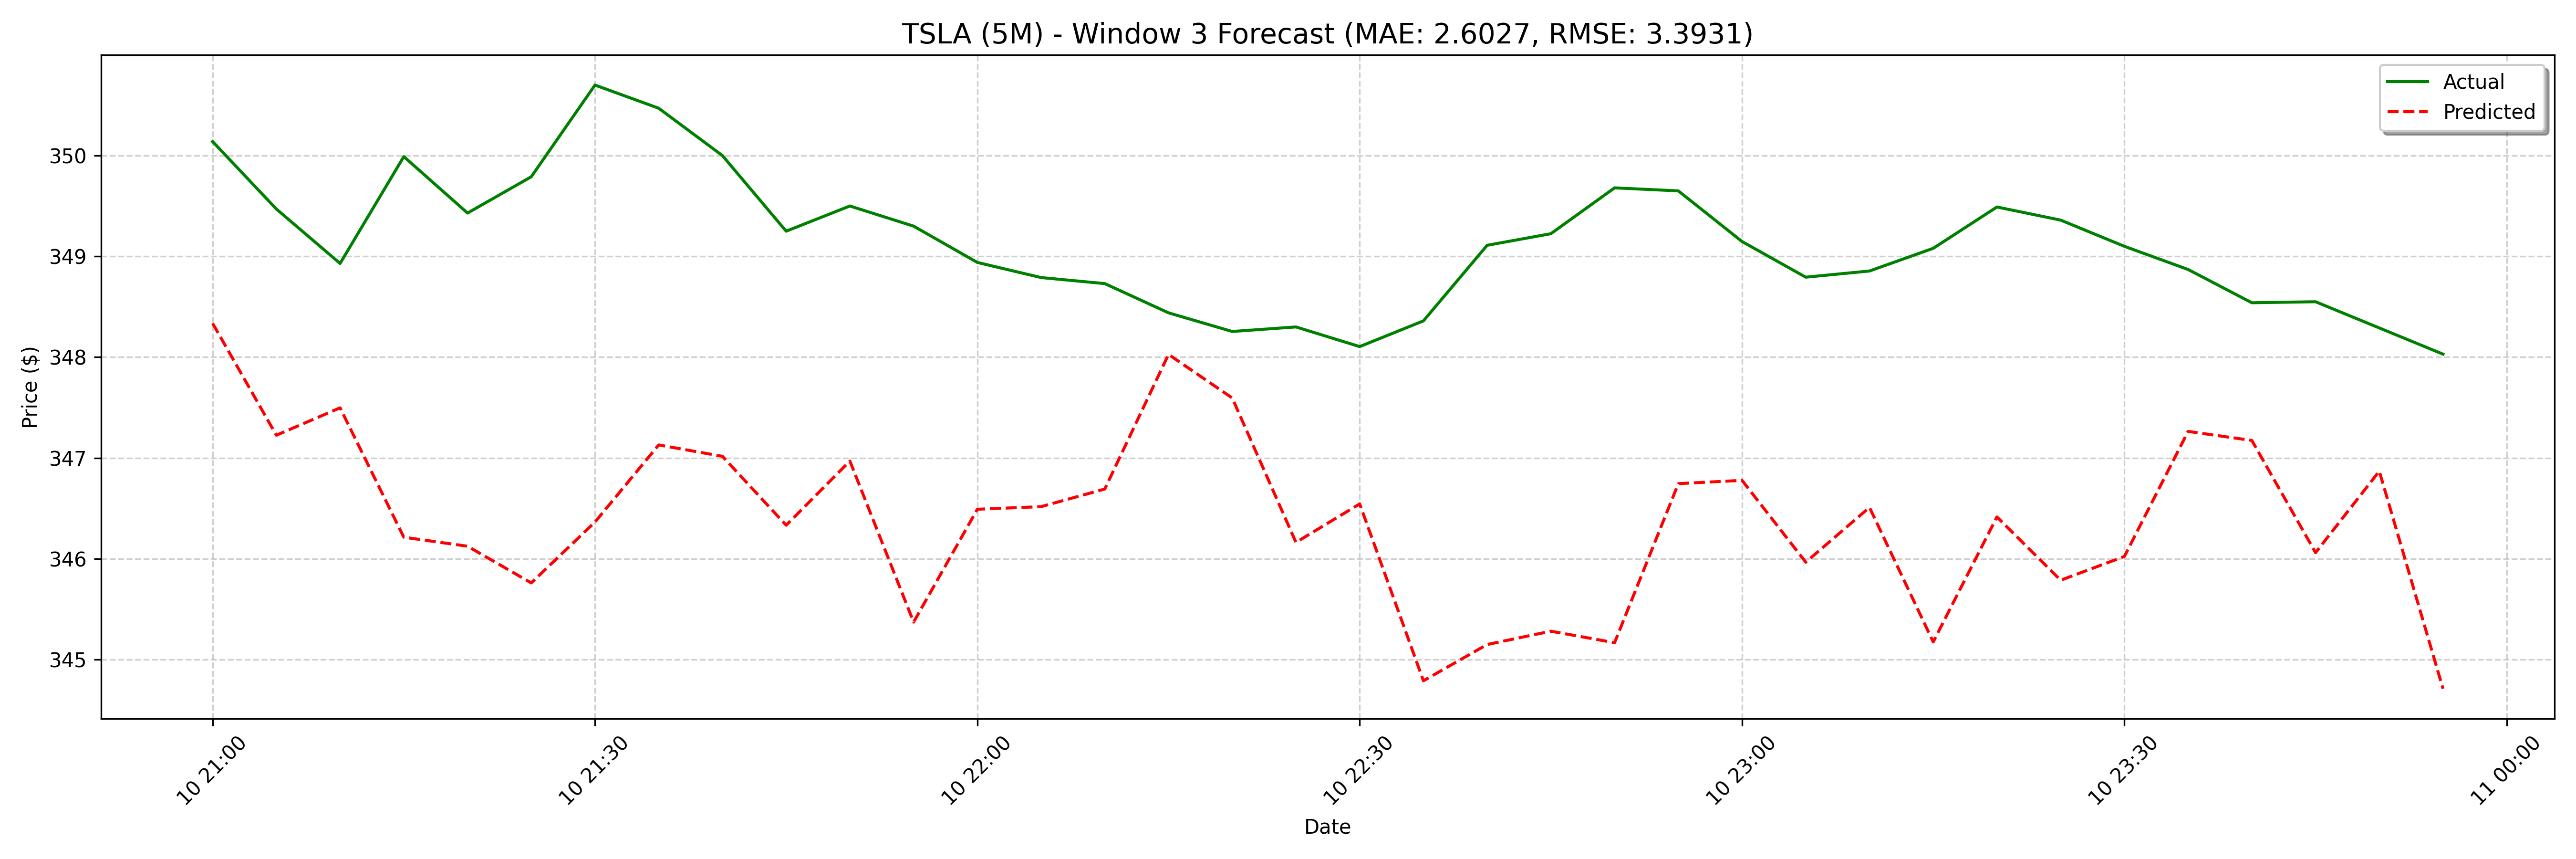 TSLA (5M) - Window 3 Forecast (MAE: 2.6027, RMSE: 3.3931)
Actual
Predicted
Price ($)
350
349
348
347
346
345
10 21:00
10 21:30
10 22:00
10 22:30
10 23:00
10 23:30
11 00:00
Date